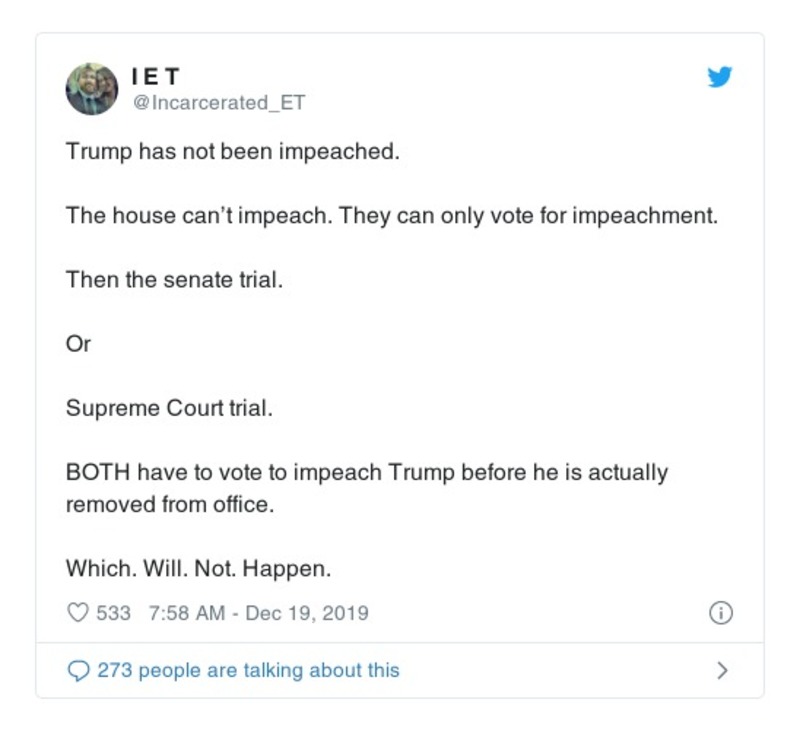 I E T
@Incarcerated_ET
Trump has not been impeached.
The house can’t impeach. They can only vote for impeachment.
Then the senate trial.
Or
Supreme Court trial.
BOTH have to vote to impeach Trump before he is actually
removed from office.
Which. Will. Not. Happen.
533 7:58 AM - Dec 19, 2019
273 people are talking about this